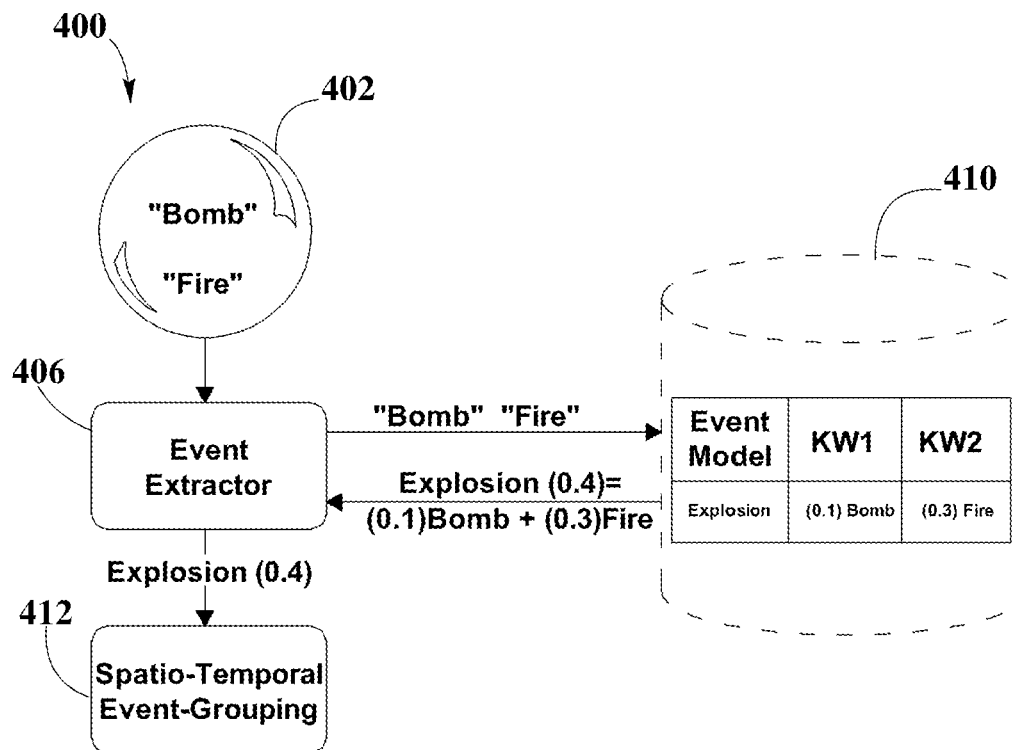 400
402
"Bomb"
"Fire"
410
406
Event
Extractor
"Bomb" "Fire"
Explosion (0.4)=
(0.1)Bomb + (0.3)Fire
Event
Model
KW1
KW2
Explosion
(0.1) Bomb
(0.3) Fire
Explosion (0.4)
412
Spatio-Temporal
Event-Grouping